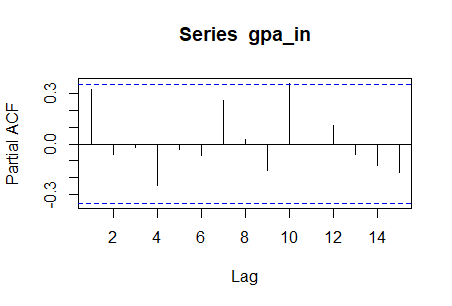 Series gpa_in
Partial ACF
0.3
0.0
-0.3
2 4 6 8 10 12 14
Lag